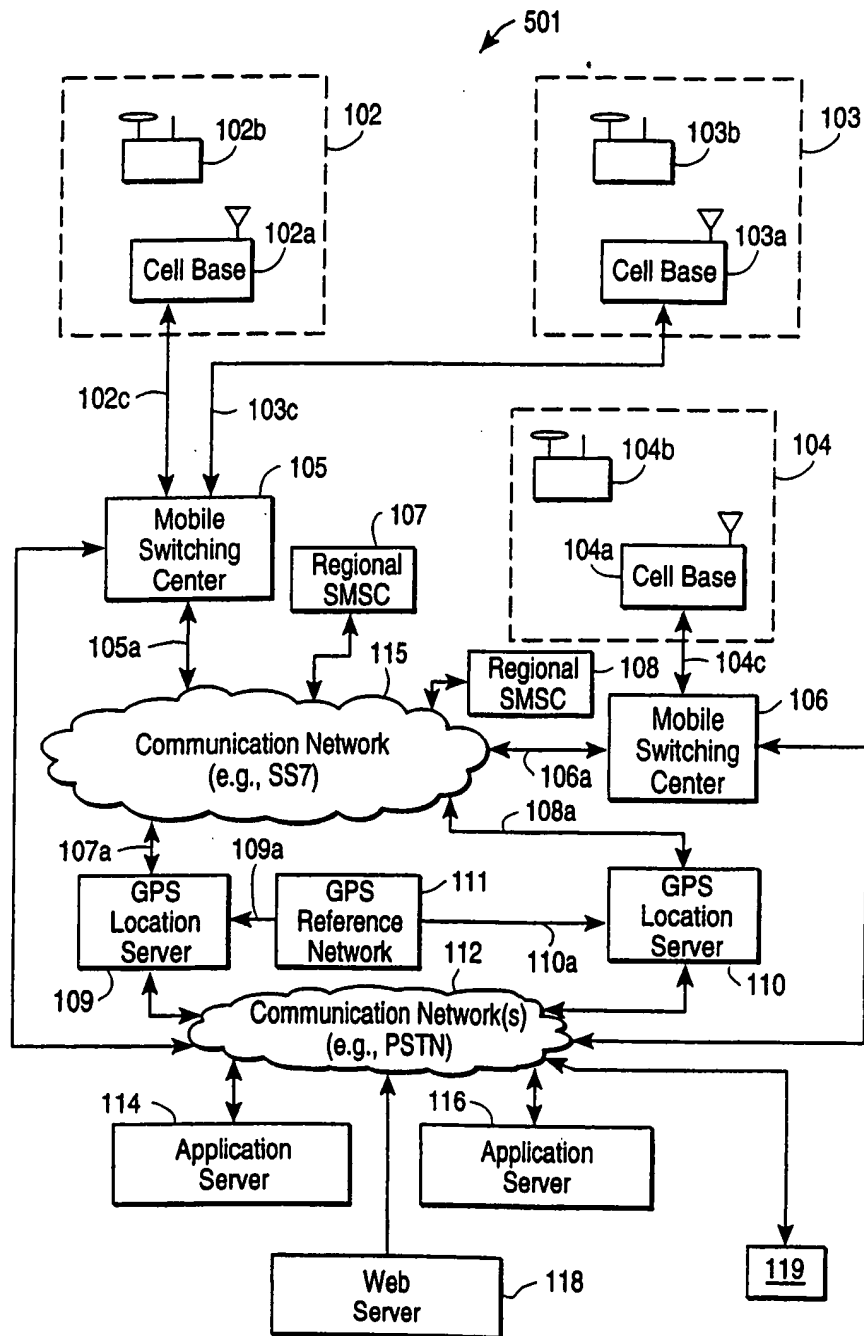 501
102
102b
102a
Cell Base
103
103b
103a
Cell Base
102c
103c
105
Mobile
Switching
Center
107
Regional
SMSC
104
104b
104a
Cell Base
105a
115
108
Regional
SMSC
104c
106
Mobile
Switching
Center
Communication Network
(e.g., SS7)
106a
108a
107a
109a
GPS
Location
Server
109
GPS
Reference
Network
111
110a
GPS
Location
Server
110
112
Communication Network(s)
(e.g., PSTN)
114
Application
Server
116
Application
Server
Web
Server
118
119